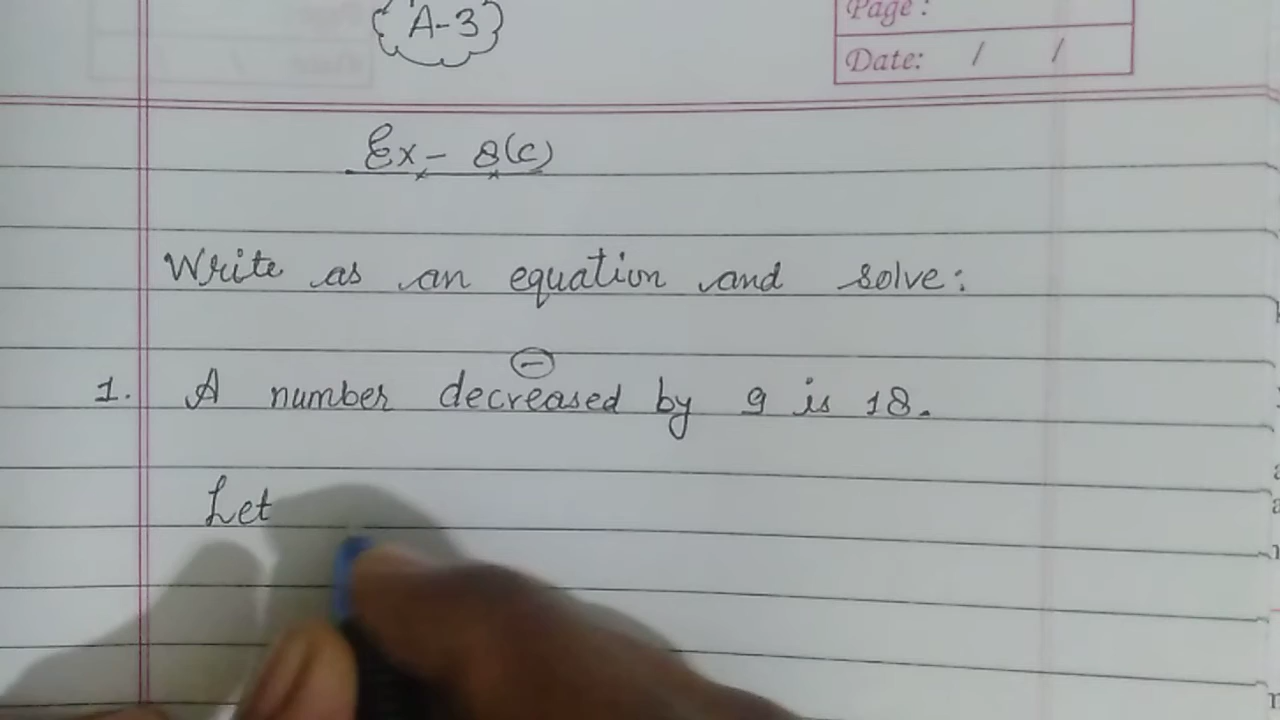 A-3
Page :
Date: / /
Ex - 8(c)
Write as an equation and solve:
-
1. A number decreased by 9 is 18.
Let